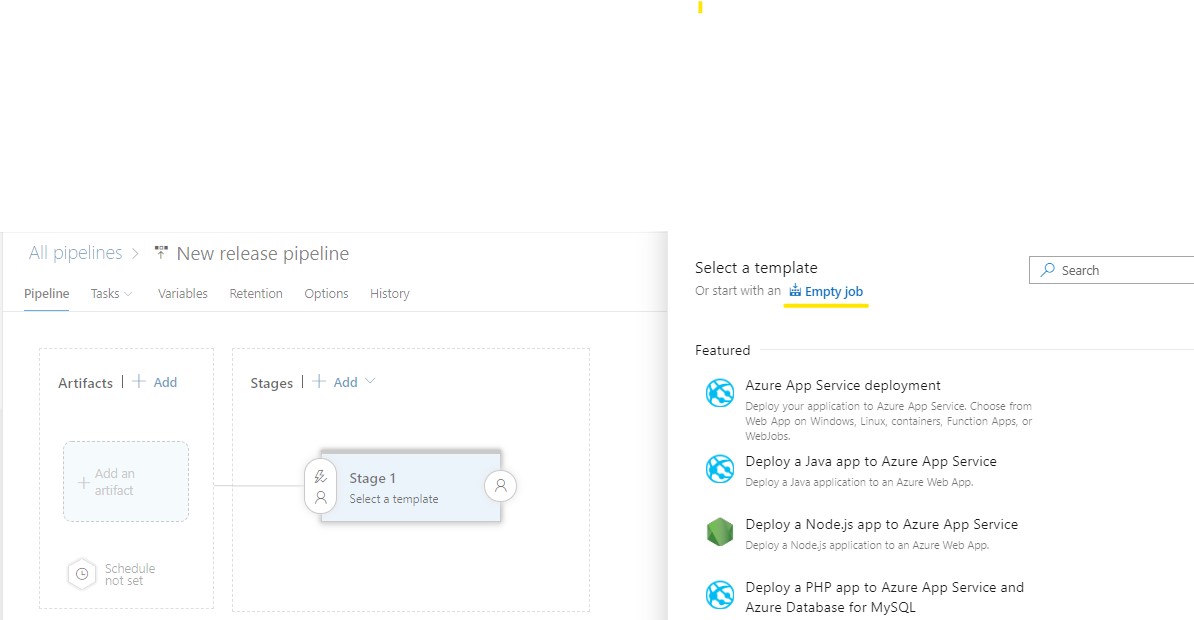 All pipelines > New release pipeline
Pipeline Tasks Variables Retention Options History
Artifacts | + Add
Stages | + Add
+ Add an
artifact
Stage 1
Select a template
Schedule
not set
Select a template
Search
Or start with an Empty job
Featured
Azure App Service deployment
Deploy your application to Azure App Service. Choose from
Web App on Windows, Linux, containers, Function Apps, or
WebJobs.
Deploy a Java app to Azure App Service
Deploy a Java application to an Azure Web App.
Deploy a Node.js app to Azure App Service
Deploy a Node.js application to an Azure Web App.
Deploy a PHP app to Azure App Service and
Azure Database for MySQL